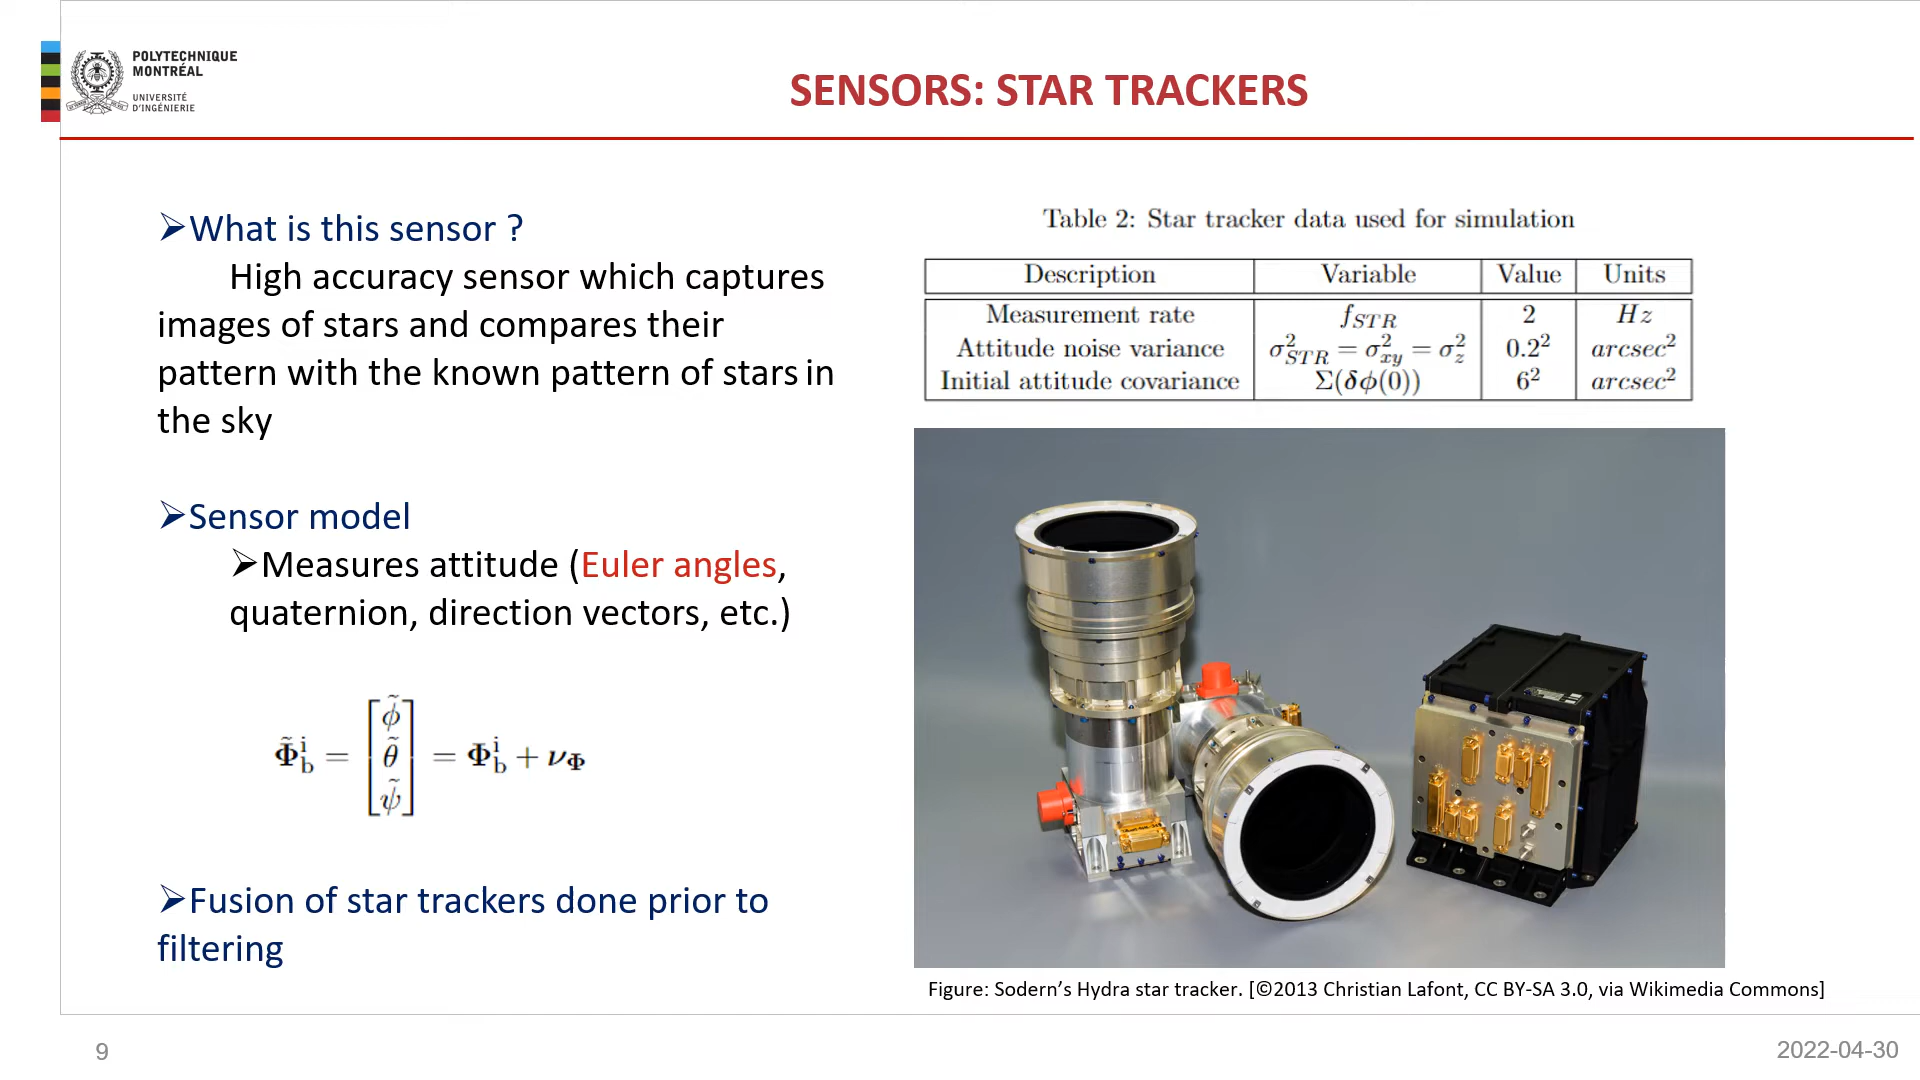 POLYTECHNIQUE
MONTRÉAL
UNIVERSITÉ
D'INGÉNIERIE
SENSORS: STAR TRACKERS
➢What is this sensor ?
High accuracy sensor which captures
images of stars and compares their
pattern with the known pattern of stars in
the sky
➢Sensor model
➢Measures attitude (Euler angles,
quaternion, direction vectors, etc.)
Φ̃ᵢ_b = [ϕ̃ θ̃ ψ̃] = Φᵢ_b + ν_Φ
➢Fusion of star trackers done prior to
filtering
Table 2: Star tracker data used for simulation
Description Variable Value Units
Measurement rate f_STR 2 Hz
Attitude noise variance σ²_STR = σ²_xy = σ²_z 0.2² arcsec²
Initial attitude covariance Σ(δϕ(0)) 6² arcsec²
Figure: Sodern's Hydra star tracker. [©2013 Christian Lafont, CC BY-SA 3.0, via Wikimedia Commons]
9
2022-04-30